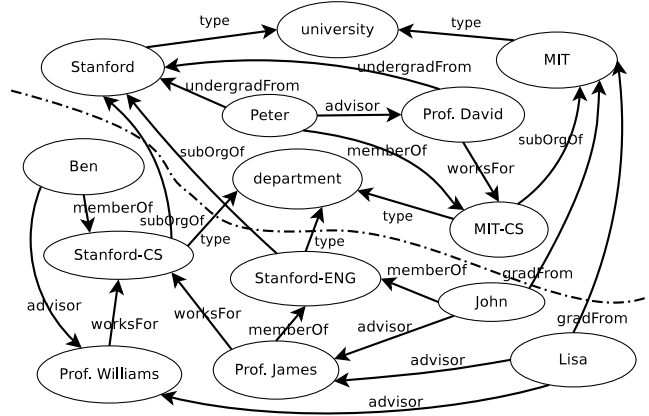 type
university
type
Stanford
MIT
undergradFrom
undergradFrom
Peter
advisor
Prof. David
subOrgOf
memberOf
subOrgOf
Ben
worksFor
department
memberOf
subOrgOf
type
MIT-CS
type
type
Stanford-CS
Stanford-ENG
memberOf
gradFrom
John
advisor
worksFor
worksFor
memberOf
advisor
gradFrom
Prof. Williams
Prof. James
advisor
Lisa
advisor